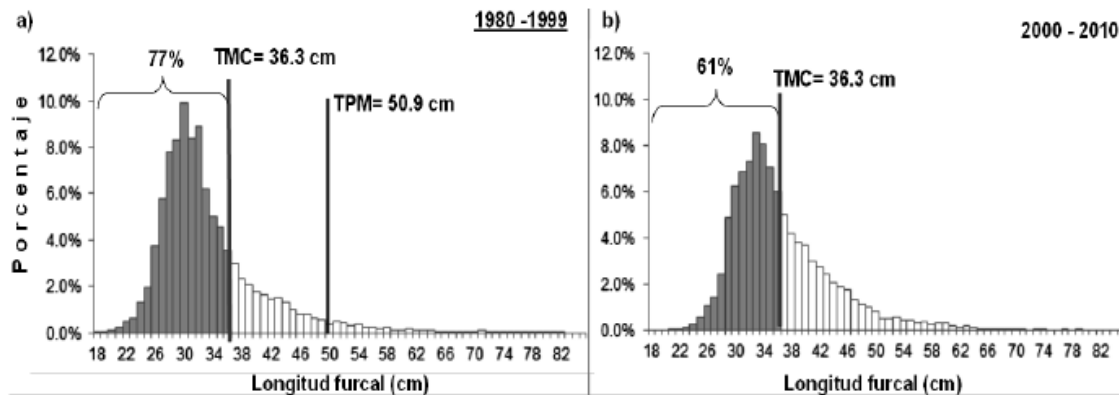 a)
1980 -1999
12.0%
10.0%
8.0%
6.0%
4.0%
2.0%
0.0%
77%
TMC= 36.3 cm
TPM= 50.9 cm
Porcentaje
18 22 26 30 34 38 42 46 50 54 58 62 66 70 74 78 82
Longitud furcal (cm)
b)
2000 - 2010
12.0%
10.0%
8.0%
6.0%
4.0%
2.0%
0.0%
61%
TMC= 36.3 cm
18 22 26 30 34 38 42 46 50 54 58 62 66 70 74 78 82
Longitud furcal (cm)